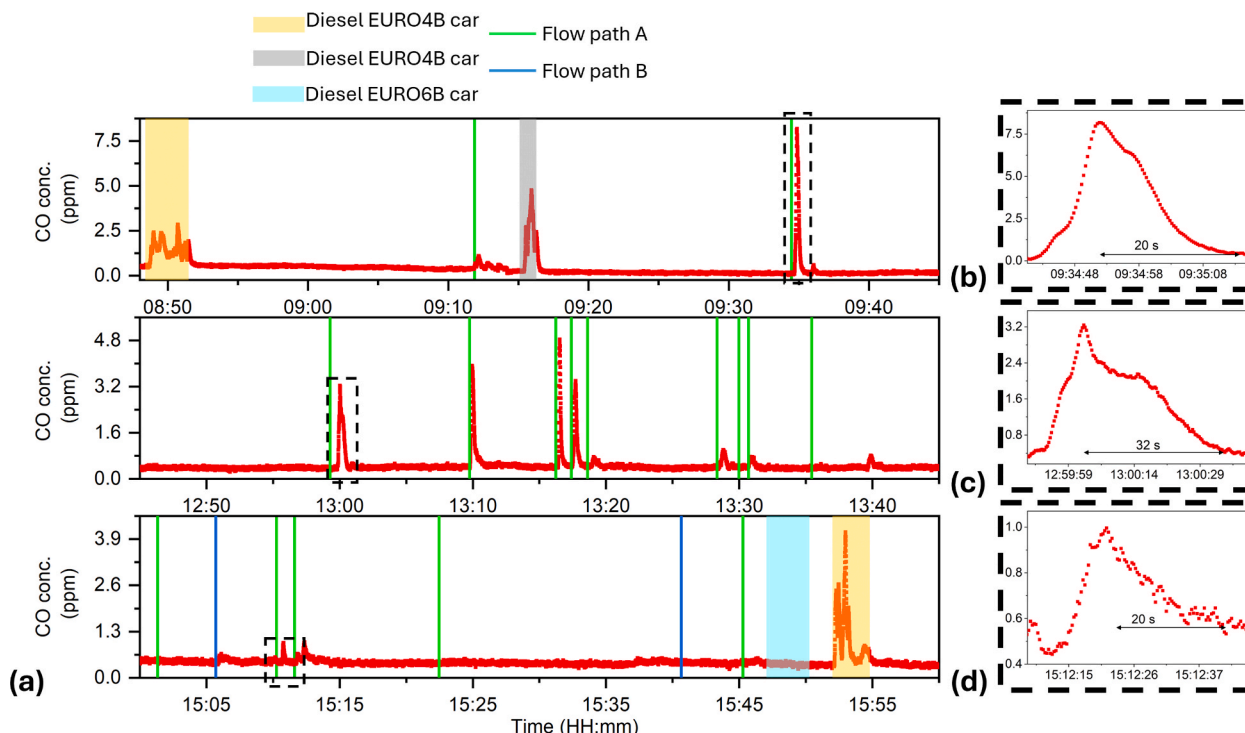 Diesel EURO4B car
Flow path A
Diesel EURO4B car
Flow path B
Diesel EURO6B car
CO conc.
(ppm)
7.5
5.0
2.5
0.0
08:50 09:00 09:10 09:20 09:30 09:40
4.8
3.2
1.6
0.0
12:50 13:00 13:10 13:20 13:30 13:40
CO conc.
(ppm)
3.9
2.6
1.3
0.0
15:05 15:15 15:25 15:35 15:45 15:55
Time (HH:mm)
(a)
7.5
5.0
2.5
0.0
20 s
09:34:48 09:34:58 09:35:08
(b)
3.2
2.4
1.6
0.8
32 s
12:59:59 13:00:14 13:00:29
(c)
1.0
0.8
0.6
0.4
20 s
15:12:15 15:12:26 15:12:37
(d)